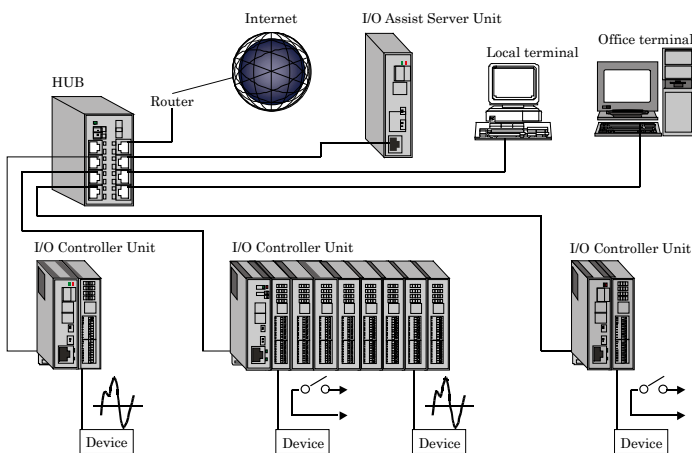 Internet
I/O Assist Server Unit
Local terminal
Office terminal
HUB
Router
I/O Controller Unit
I/O Controller Unit
I/O Controller Unit
Device
Device
Device
Device